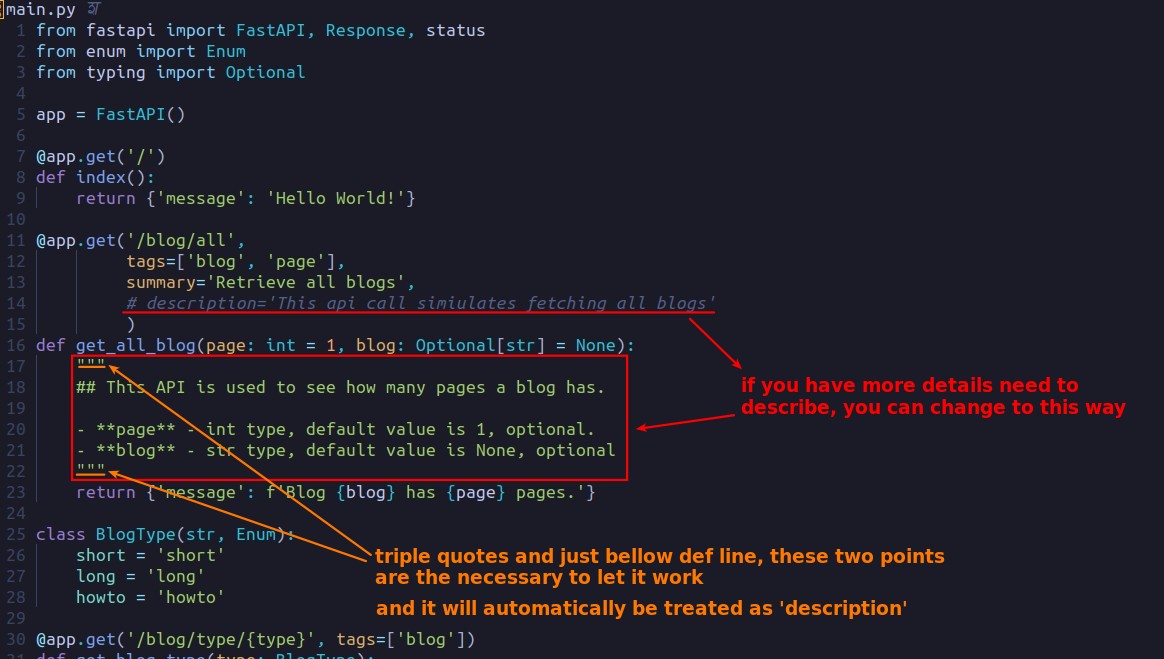 main.py
1 from fastapi import FastAPI, Response, status
2 from enum import Enum
3 from typing import Optional
4
5 app = FastAPI()
6
7 @app.get('/')
8 def index():
9     return {'message': 'Hello World!'}
10
11 @app.get('/blog/all',
12          tags=['blog', 'page'],
13          summary='Retrieve all blogs',
14          # description='This api call simiulates fetching all blogs'
15          )
16 def get_all_blog(page: int = 1, blog: Optional[str] = None):
17     """
18     ## This API is used to see how many pages a blog has.
if you have more details need to
19
describe, you can change to this way
20     - **page** - int type, default value is 1, optional.
21     - **blog** - str type, default value is None, optional
22     """
23     return {'message': f'Blog {blog} has {page} pages.'}
24
25 class BlogType(str, Enum):
26     short = 'short'
triple quotes and just bellow def line, these two points
27     long = 'long'
are the necessary to let it work
28     howto = 'howto'
and it will automatically be treated as 'description'
29
30 @app.get('/blog/type/{type}', tags=['blog'])
31 def get_blog_type(type: BlogType):